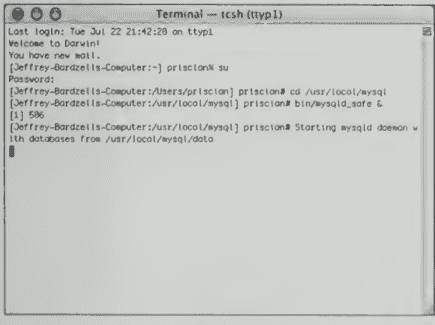 Terminal — tcsh (ttyp1)
Last login: Tue Jul 22 21:42:28 on ttyp1
Welcome to Darwin!
You have new mail.
[Jeffrey-Bardzells-Computer:~] priscian% su
Password:
[Jeffrey-Bardzells-Computer:/Users/priscian] priscian# cd /usr/local/mysql
[Jeffrey-Bardzells-Computer:/usr/local/mysql] priscian# bin/mysqld_safe &
[1] 506
[Jeffrey-Bardzells-Computer:/usr/local/mysql] priscian# Starting mysqld daemon w
ith databases from /usr/local/mysql/data